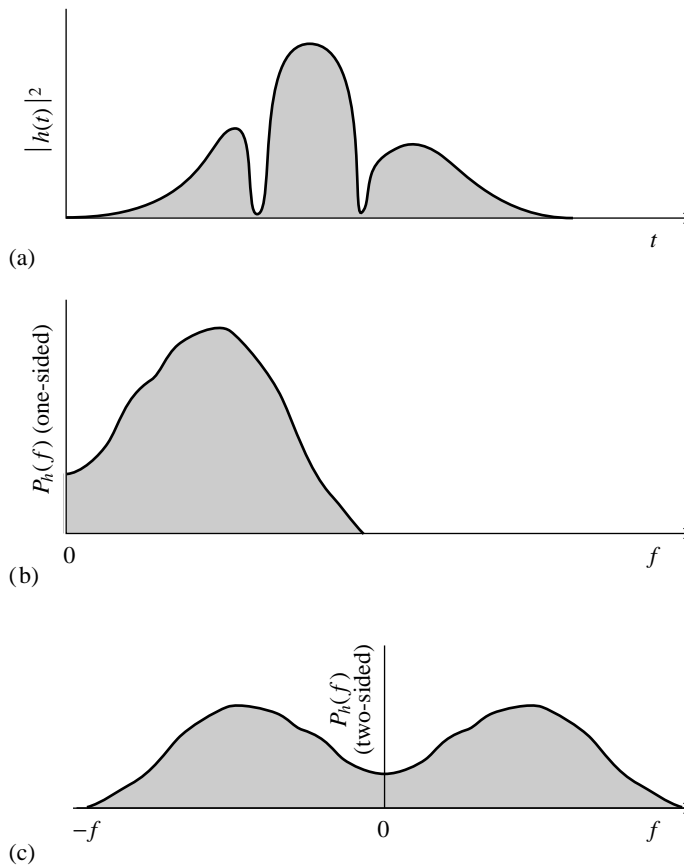 |h(t)|²
t
(a)
Pₕ(f) (one-sided)
0
f
(b)
Pₕ(f)
(two-sided)
−f
0
f
(c)